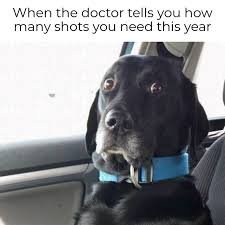 When the doctor tells you how
many shots you need this year